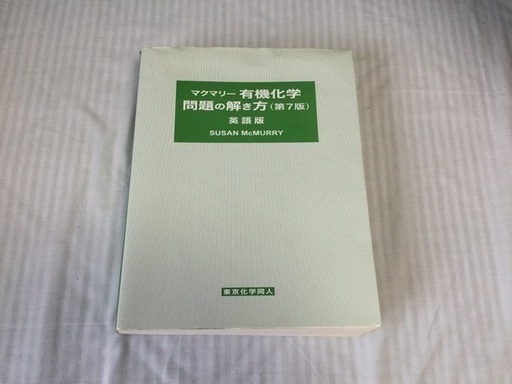 マクマリー 有機化学
問題の解き方(第7版)
英語版
SUSAN McMURRY
東京化学同人